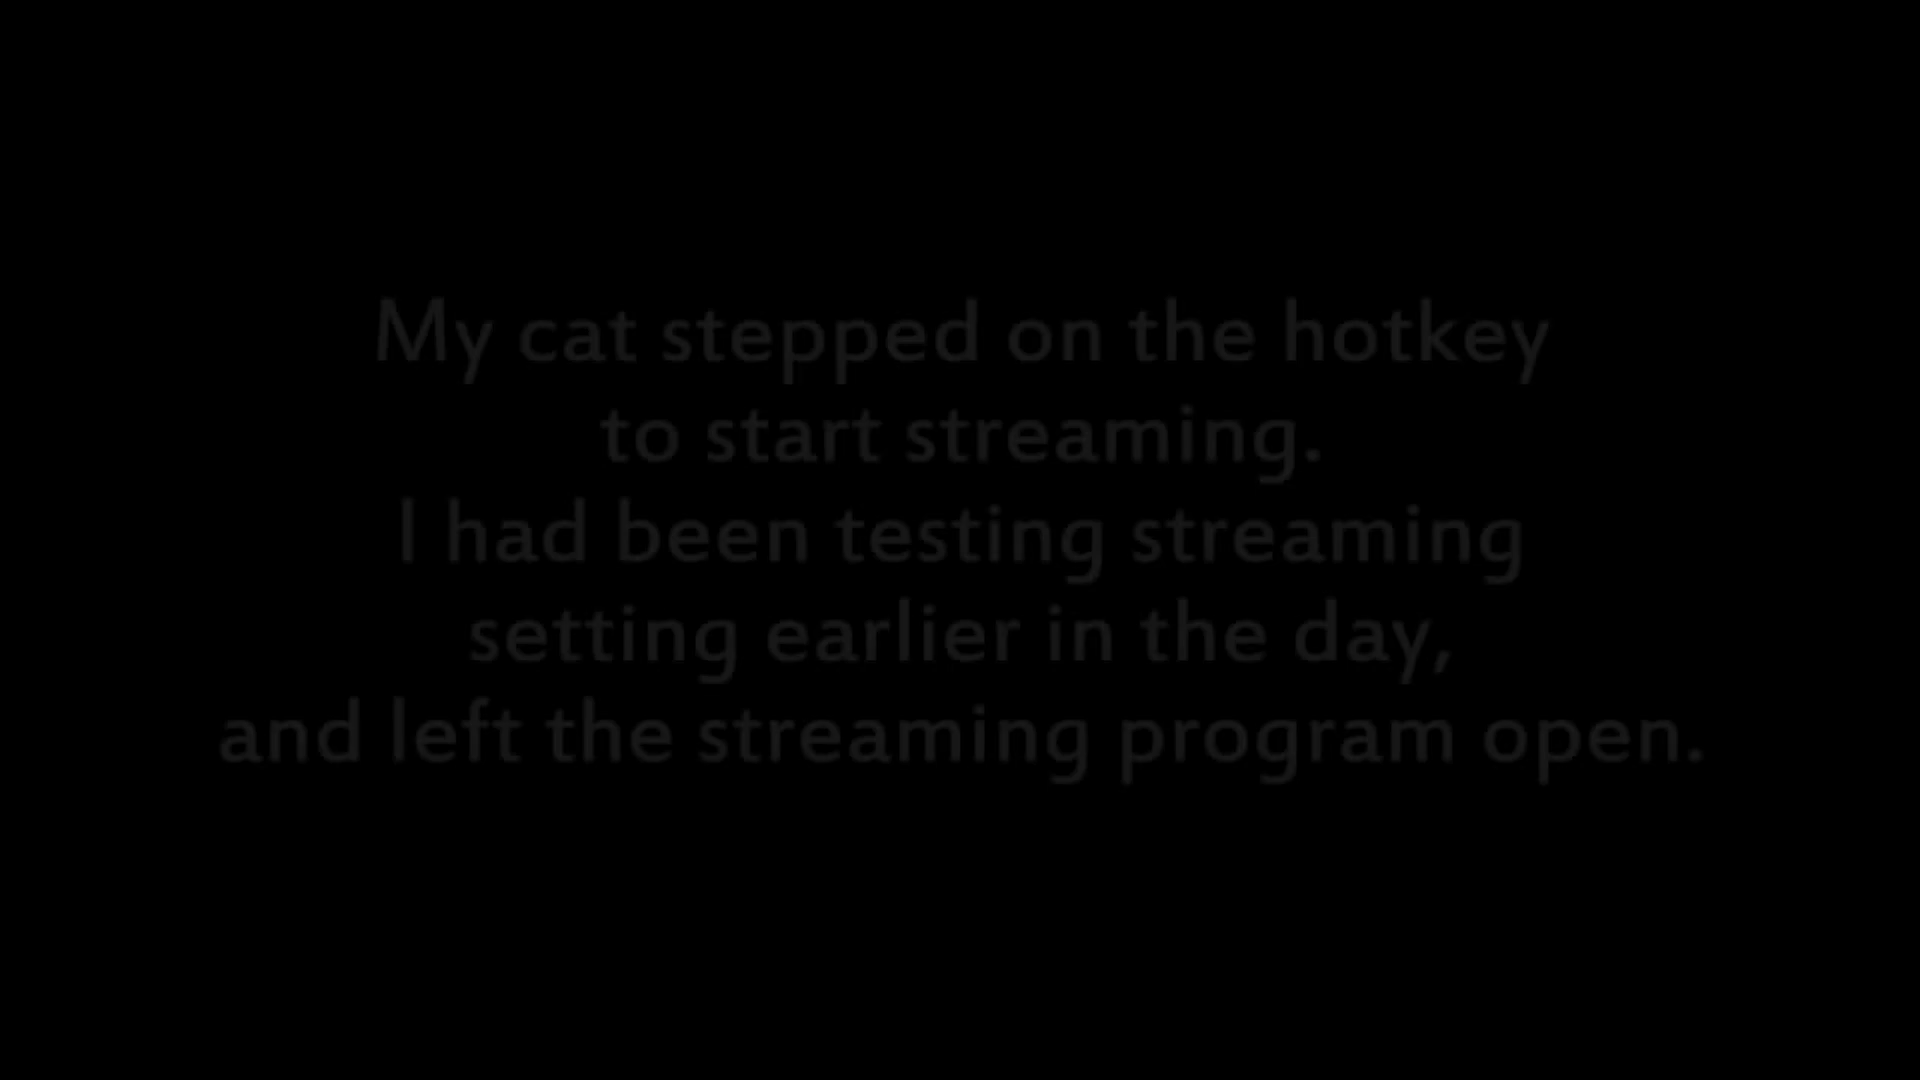 My cat stepped on the hotkey
to start streaming.
I had been testing streaming
setting earlier in the day,
and left the streaming program open.